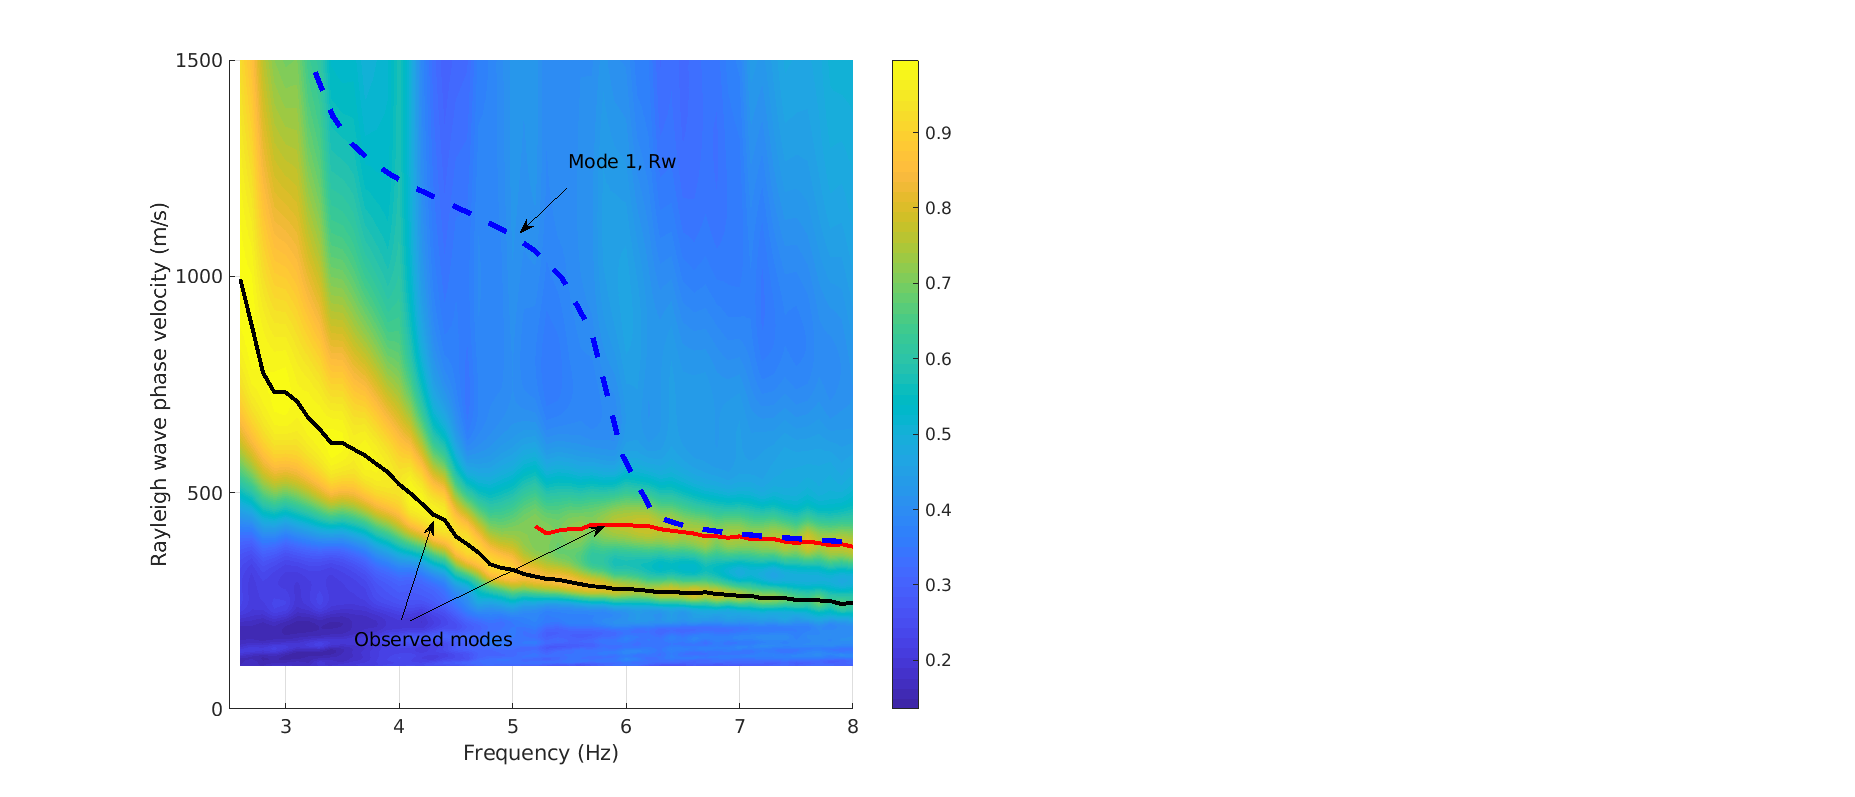 1500
1000
500
0
Rayleigh wave phase velocity (m/s)
Mode 1, Rw
Observed modes
3 4 5 6 7 8
Frequency (Hz)
0.9
0.8
0.7
0.6
0.5
0.4
0.3
0.2